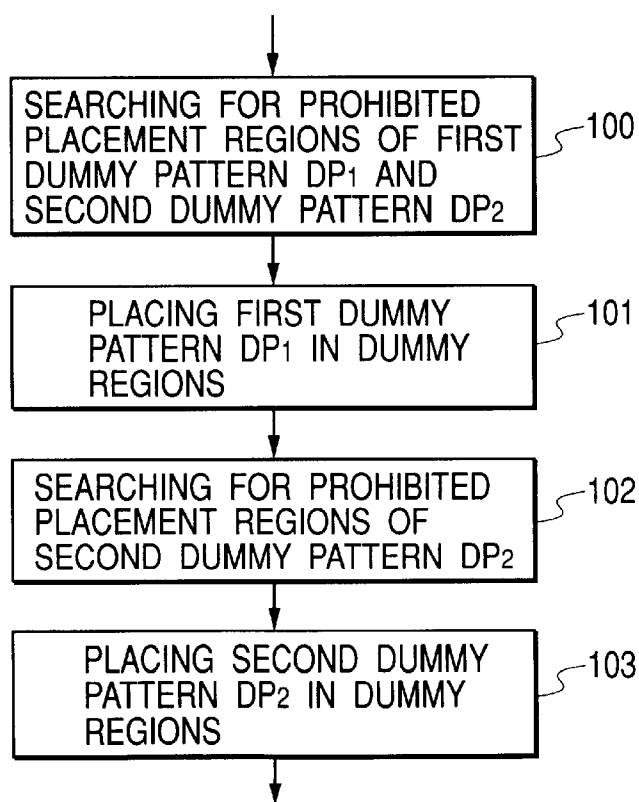 SEARCHING FOR PROHIBITED
PLACEMENT REGIONS OF FIRST
DUMMY PATTERN DP1 AND
SECOND DUMMY PATTERN DP2
100
PLACING FIRST DUMMY
PATTERN DP1 IN DUMMY
REGIONS
101
SEARCHING FOR PROHIBITED
PLACEMENT REGIONS OF
SECOND DUMMY PATTERN DP2
102
PLACING SECOND DUMMY
PATTERN DP2 IN DUMMY
REGIONS
103